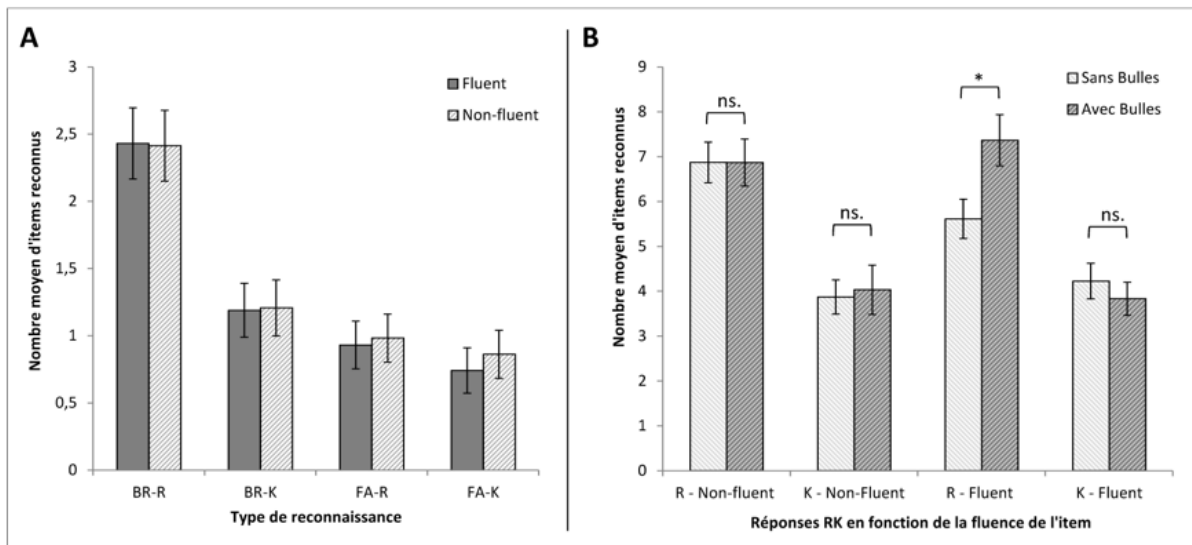 A
Nombre moyen d'items reconnus
3
2,5
2
1,5
1
0,5
0
Fluent
Non-fluent
BR-R BR-K FA-R FA-K
Type de reconnaissance
B
Nombre moyen d'items reconnus
9
8
7
6
5
4
3
2
1
0
Sans Bulles
Avec Bulles
ns.
ns.
*
ns.
R - Non-fluent K - Non-Fluent R - Fluent K - Fluent
Réponses RK en fonction de la fluence de l'item